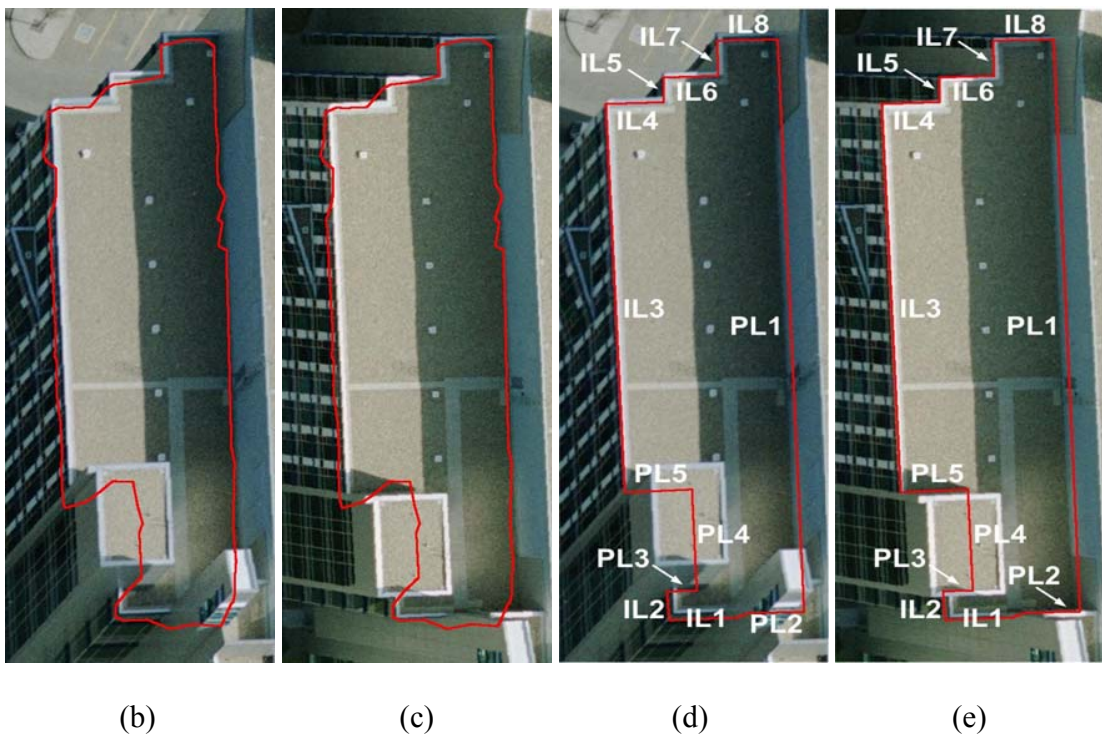 IL8
IL7
IL5
IL6
IL4
IL3
PL1
PL5
PL4
PL3
IL2
IL1
PL2
IL8
IL7
IL5
IL6
IL4
IL3
PL1
PL5
PL4
PL3
PL2
IL2
IL1
(b) (c) (d) (e)